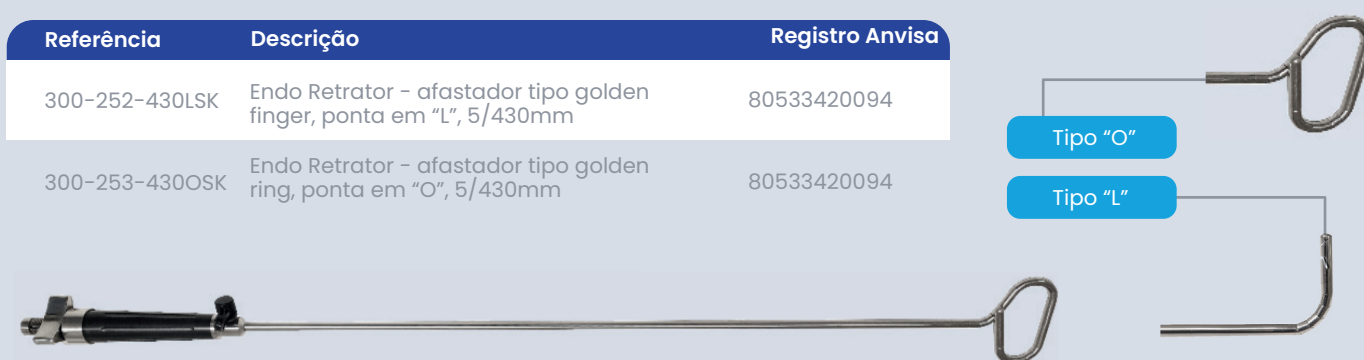 Referência Descrição Registro Anvisa
300-252-430LSK Endo Retrator - afastador tipo golden finger, ponta em “L”, 5/430mm 80533420094
300-253-430OSK Endo Retrator - afastador tipo golden ring, ponta em “O”, 5/430mm 80533420094
Tipo “O”
Tipo “L”